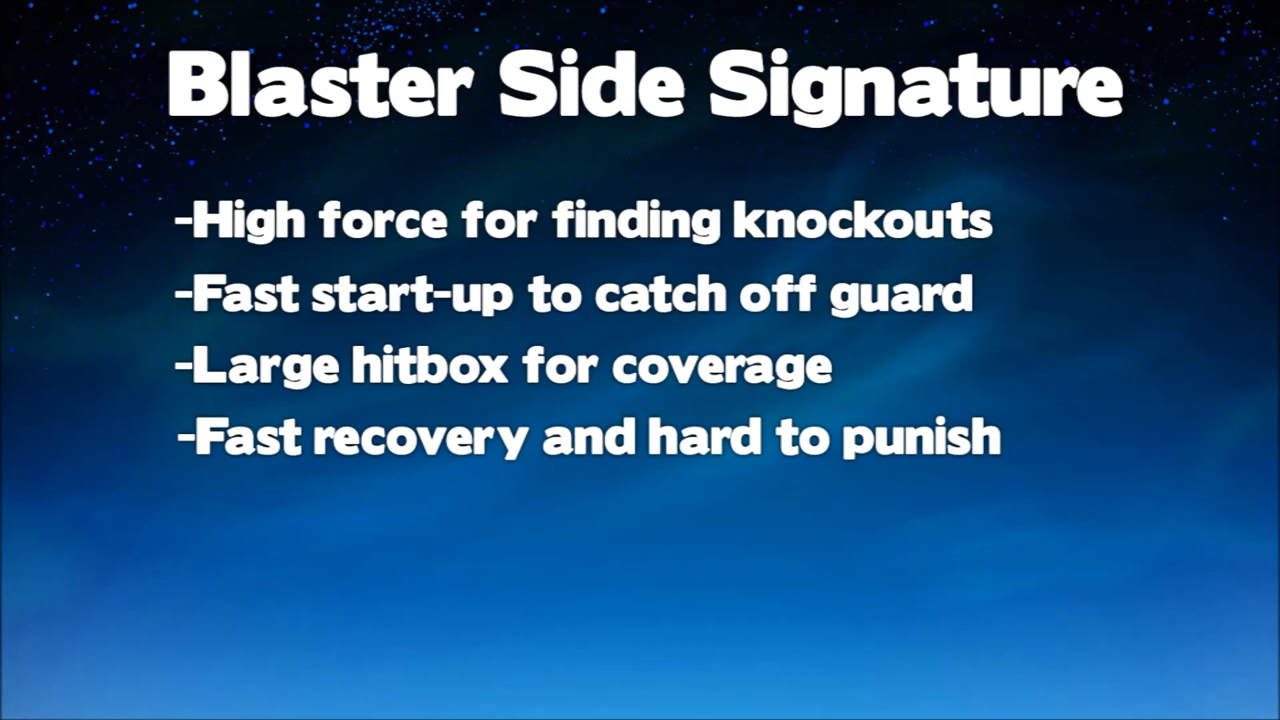 Blaster Side Signature
-High force for finding knockouts
-Fast start-up to catch off guard
-Large hitbox for coverage
-Fast recovery and hard to punish